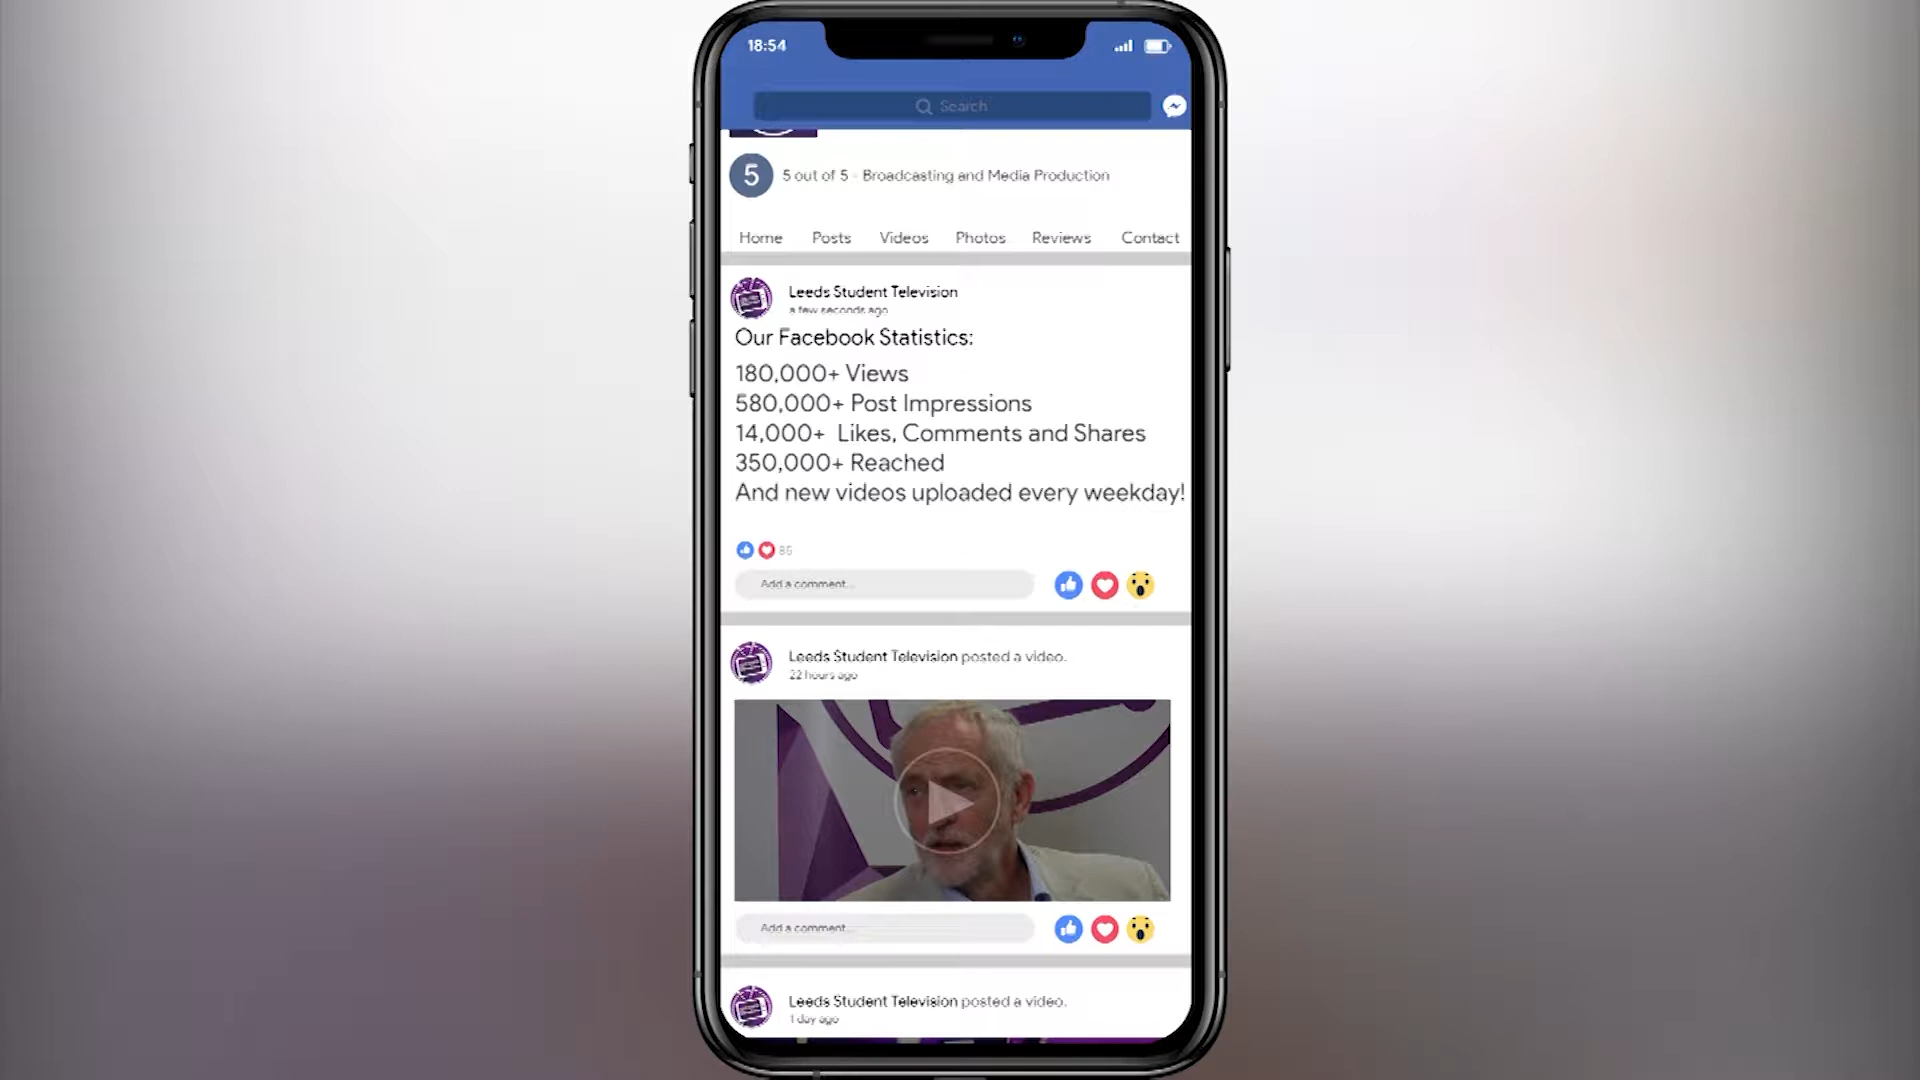 18:54
Search
5
5 out of 5 - Broadcasting and Media Production
Home Posts Videos Photos Reviews Contact
Leeds Student Television
a few seconds ago
Our Facebook Statistics:
180,000+ Views
580,000+ Post Impressions
14,000+ Likes, Comments and Shares
350,000+ Reached
And new videos uploaded every weekday!
Add a comment...
Leeds Student Television posted a video.
22 hours ago
Add a comment...
Leeds Student Television posted a video.
1 day ago